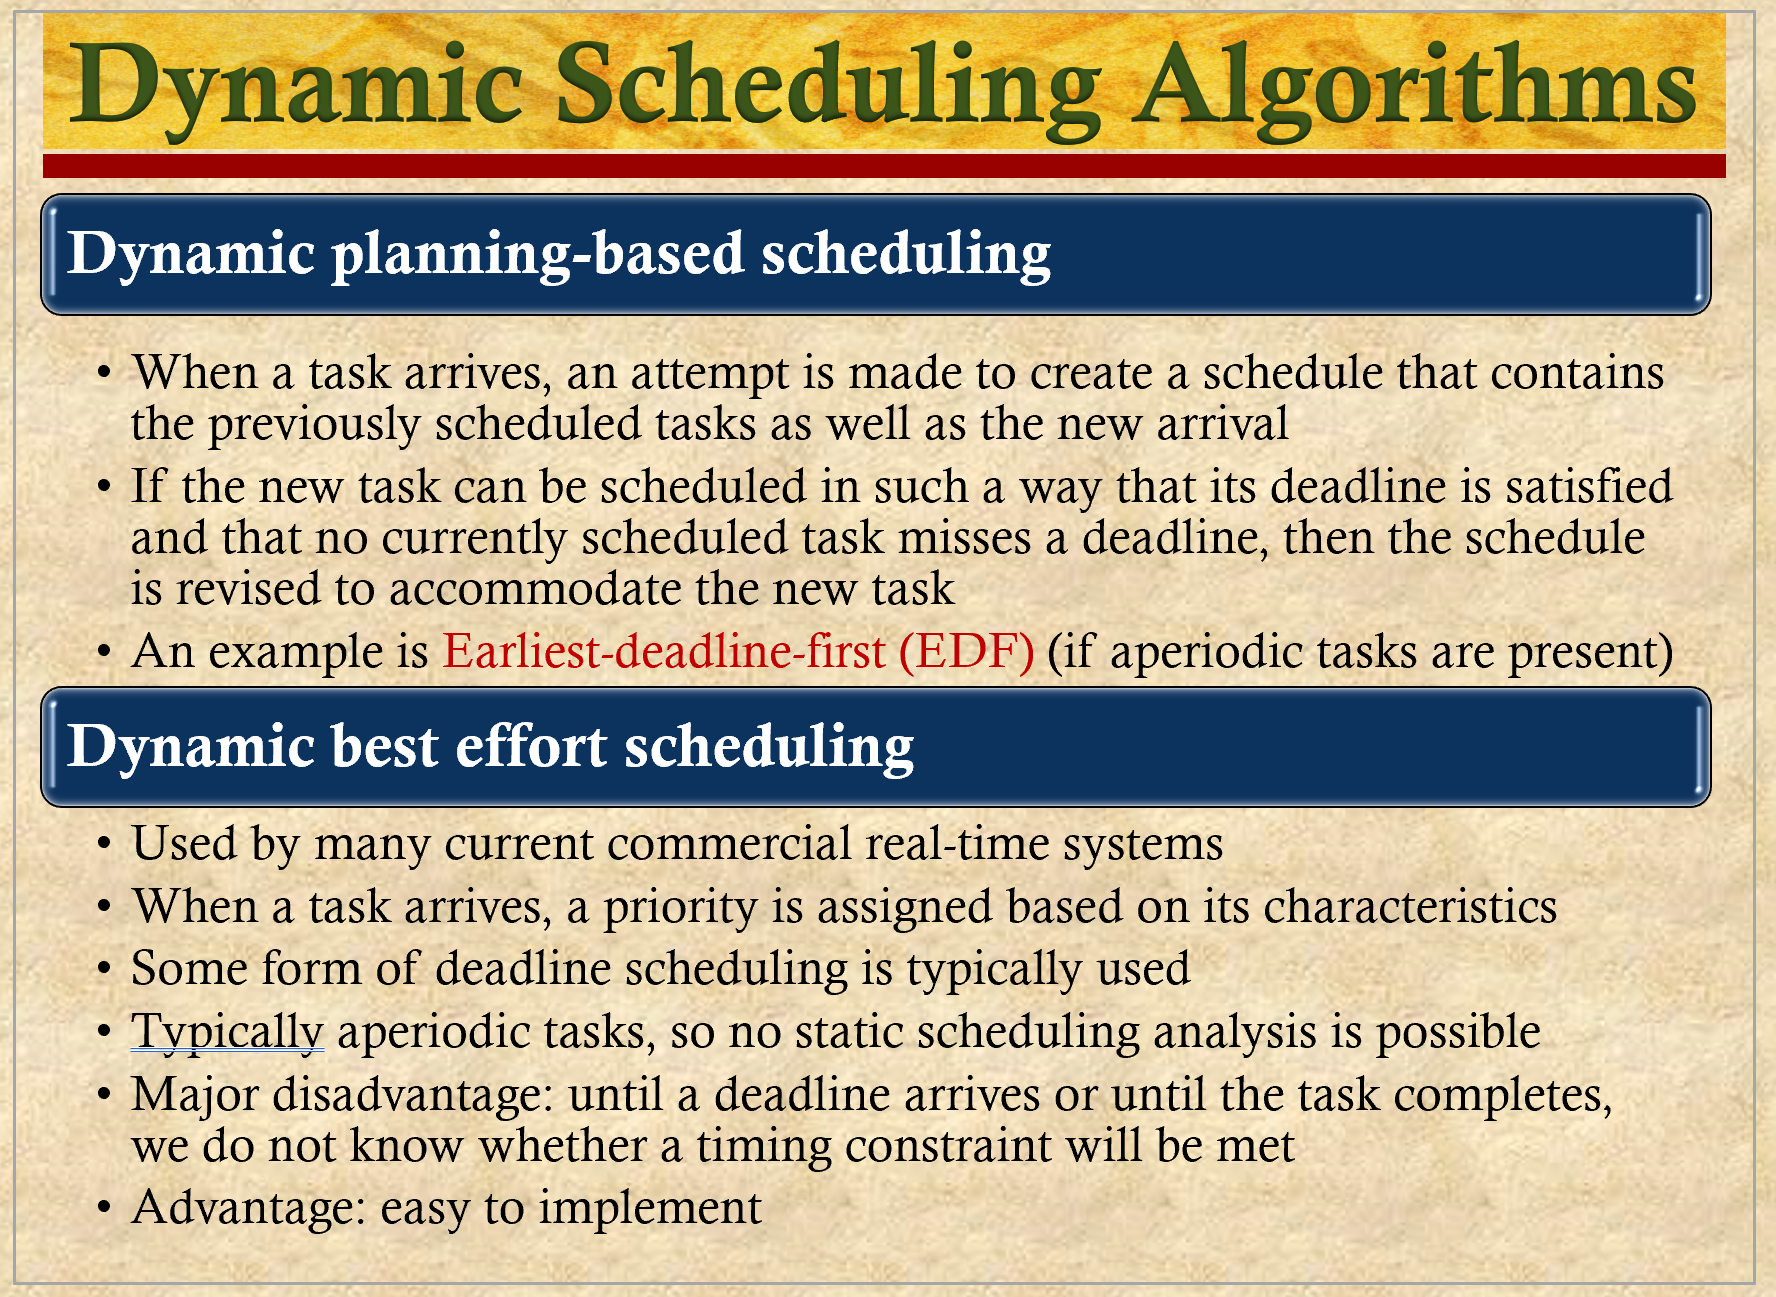 Dynamic Scheduling Algorithms
Dynamic planning-based scheduling
• When a task arrives, an attempt is made to create a schedule that contains
the previously scheduled tasks as well as the new arrival
• If the new task can be scheduled in such a way that its deadline is satisfied
and that no currently scheduled task misses a deadline, then the schedule
is revised to accommodate the new task
• An example is Earliest-deadline-first (EDF) (if aperiodic tasks are present)
Dynamic best effort scheduling
• Used by many current commercial real-time systems
• When a task arrives, a priority is assigned based on its characteristics
• Some form of deadline scheduling is typically used
• Typically aperiodic tasks, so no static scheduling analysis is possible
• Major disadvantage: until a deadline arrives or until the task completes,
we do not know whether a timing constraint will be met
• Advantage: easy to implement